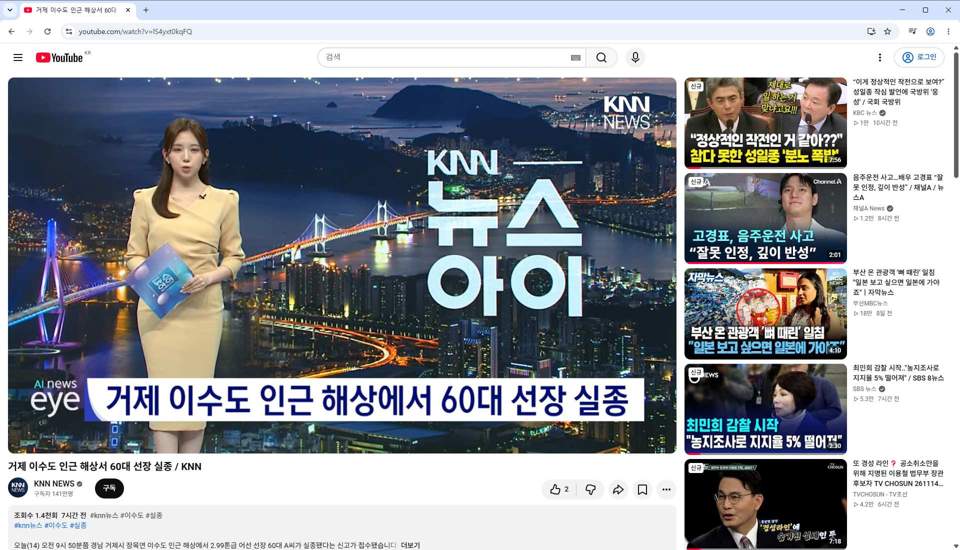 거제 이수도 인근 해상서 60대
youtube.com/watch?v=IS4yxt0kqFQ
YouTube KR
검색
로그인
KNN
NEWS
KNN
뉴스
아이
AI news
eye
거제 이수도 인근 해상에서 60대 선장 실종
거제 이수도 인근 해상서 60대 선장 실종 / KNN
KNN NEWS
구독자 141만명
구독
2
조회수 1.4천회 7시간 전 #knn뉴스 #이수도 #실종
#knn뉴스 #이수도 #실종
오늘(14) 오전 9시 50분쯤 경남 거제시 장목면 이수도 인근 해상에서 2.99톤급 어선 선장 60대 A씨가 실종됐다는 신고가 접수됐습니다 더보기
신규
"정상적인 작전인 거 같아??"
참다 못한 성일종 '분노 폭발'
7:56
"이게 정상적인 작전으로 보여?"
성일종 작심 발언에 국방위 '웅
성' / 국회 국방위
KBC 뉴스
1만 10시간 전
신규
Channel A
고경표, 음주운전 사고
"잘못 인정, 깊이 반성"
2:01
음주운전 사고…배우 고경표 "잘
못 인정, 깊이 반성" / 채널A / 뉴
스A
채널A News
1.2만 8시간 전
자막뉴스
부산 온 관광객 '뼈 때린' 일침
"일본 보고 싶으면 일본에 가야죠"
4:10
부산 온 관광객 '뼈 때린' 일침
"일본 보고 싶으면 일본에 가야
죠" | 자막뉴스
부산MBC뉴스
18만 8일 전
신규
NEWS
최민희 감찰 시작
"농지조사로 지지율 5% 떨어져"
2:30
최민희 감찰 시작.."농지조사로
지지율 5% 떨어져" / SBS 8뉴스
SBS 뉴스
5.3만 7시간 전
신규
TV CHOSUN
7:18
또 경성 라인❓ 공소취소안을
위해 지명된 이용철 법무부 장관
후보자 TV CHOSUN 261114…
TVCHOSUN - TV조선
4.2만 6시간 전